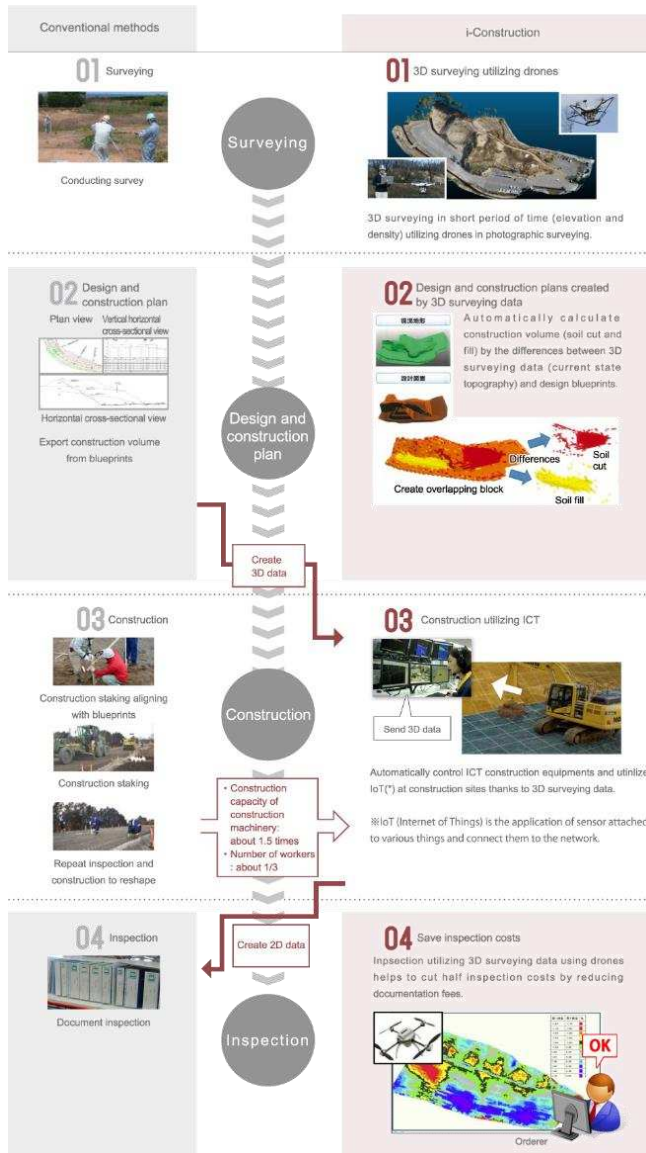 Conventional methods
i-Construction
01 Surveying
Conducting survey
Surveying
01 3D surveying utilizing drones
3D surveying in short period of time (elevation and
density) utilizing drones in photographic surveying.
02 Design and
construction plan
Plan view
Vertical horizontal
cross-sectional view
Horizontal cross-sectional view
Export construction volume
from blueprints
Design and
construction
plan
02 Design and construction plans created
by 3D surveying data
現況地形
設計図面
Automatically calculate
construction volume (soil cut and
fill) by the differences between 3D
surveying data (current state
topography) and design blueprints.
Create overlapping block
Differences
Soil
cut
Soil fill
Create
3D data
03 Construction
Construction staking aligning
with blueprints
Construction staking
Repeat inspection and
construction to reshape
Construction
• Construction
capacity of
construction
machinery:
about 1.5 times
• Number of workers
: about 1/3
03 Construction utilizing ICT
Send 3D data
Automatically control ICT construction equipments and utinlize
IoT(*) at construction sites thanks to 3D surveying data.
※IoT (Internet of Things) is the application of sensor attached
to various things and connect them to the network.
04 Inspection
Document inspection
Create 2D data
Inspection
04 Save inspection costs
Inpsection utilizing 3D surveying data using drones
helps to cut half inspection costs by reducing
documentation fees.
OK
Orderer